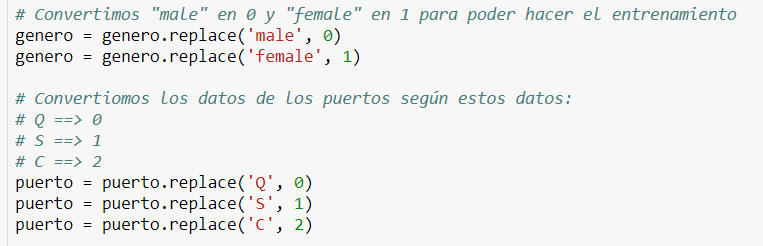 # Convertimos "male" en 0 y "female" en 1 para poder hacer el entrenamiento
genero = genero.replace('male', 0)
genero = genero.replace('female', 1)
# Convertiomos los datos de los puertos según estos datos:
# Q ==> 0
# S ==> 1
# C ==> 2
puerto = puerto.replace('Q', 0)
puerto = puerto.replace('S', 1)
puerto = puerto.replace('C', 2)